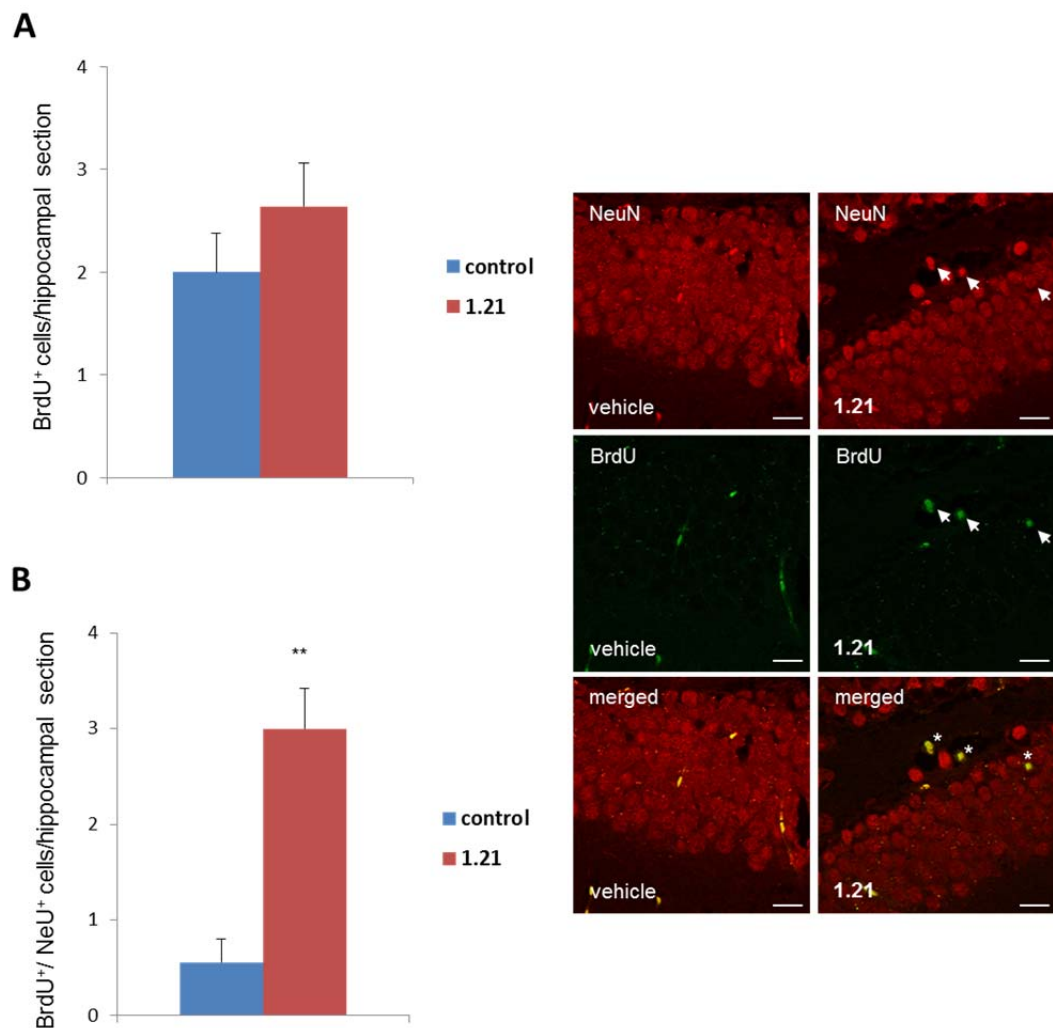 A
BrdU⁺ cells/hippocampal section
4
3
2
1
0
control
1.21
B
BrdU⁺/ NeU⁺ cells/hippocampal section
4
3
2
1
0
**
control
1.21
NeuN
vehicle
NeuN
1.21
BrdU
vehicle
BrdU
1.21
merged
vehicle
merged
*
*
*
1.21